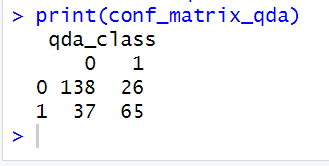 > print(conf_matrix_qda)
qda_class
0 1
0 138 26
1 37 65
>